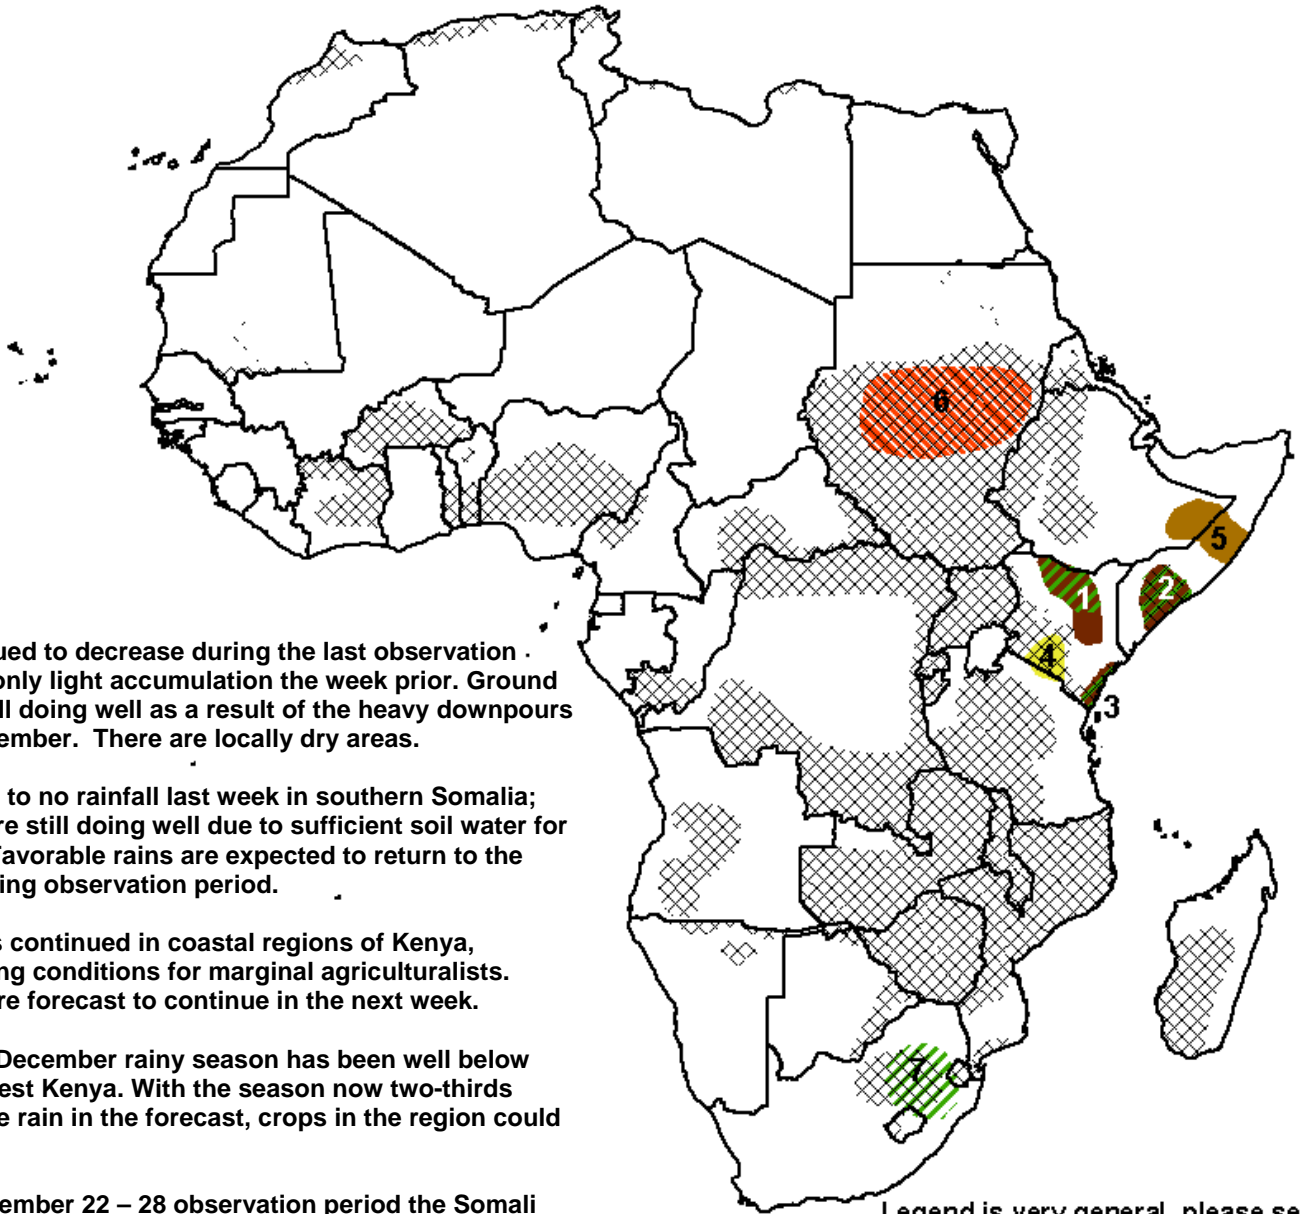 6
5
1
2
4
3
7
ued to decrease during the last observation
only light accumulation the week prior. Ground
ll doing well as a result of the heavy downpours
ember. There are locally dry areas.
to no rainfall last week in southern Somalia;
re still doing well due to sufficient soil water for
Favorable rains are expected to return to the
ing observation period.
s continued in coastal regions of Kenya,
ng conditions for marginal agriculturalists.
re forecast to continue in the next week.
December rainy season has been well below
est Kenya. With the season now two-thirds
e rain in the forecast, crops in the region could
ember 22 – 28 observation period the Somali
Legend is very general, please se